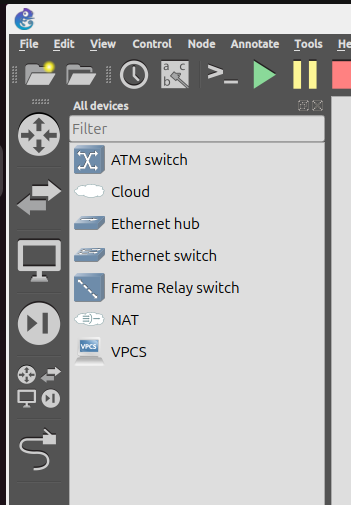 File Edit View Control Node Annotate Tools He
a b
c
>_
All devices
Filter
ATM switch
Cloud
Ethernet hub
Ethernet switch
Frame Relay switch
NAT
VPCS
VPCS